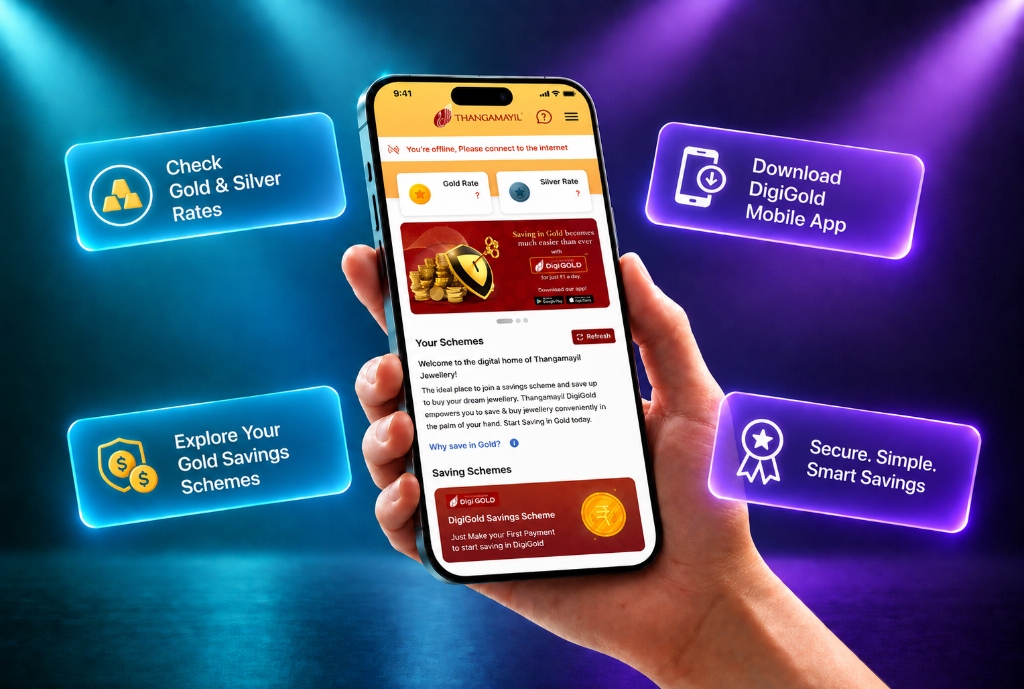 Check
Gold & Silver
Rates
Explore Your
Gold Savings
Schemes
9:41
THANGAMAYIL
?
You're offline, Please connect to the internet
Gold Rate
?
Silver Rate
?
Saving in Gold becomes
much easier than ever
with
DigiGOLD
for just ₹1 a day.
Download our app!
Google Play
App Store
Your Schemes
Refresh
Welcome to the digital home of Thangamayil
Jewellery!
The ideal place to join a savings scheme and save up
to buy your dream jewellery. Thangamayil DigiGold
empowers you to save & buy jewellery conveniently in
the palm of your hand. Start Saving in Gold today.
Why save in Gold? i
Saving Schemes
Digi GOLD
DigiGold Savings Scheme
Just Make your First Payment
to start saving in DigiGold
Download
DigiGold
Mobile App
Secure. Simple.
Smart Savings